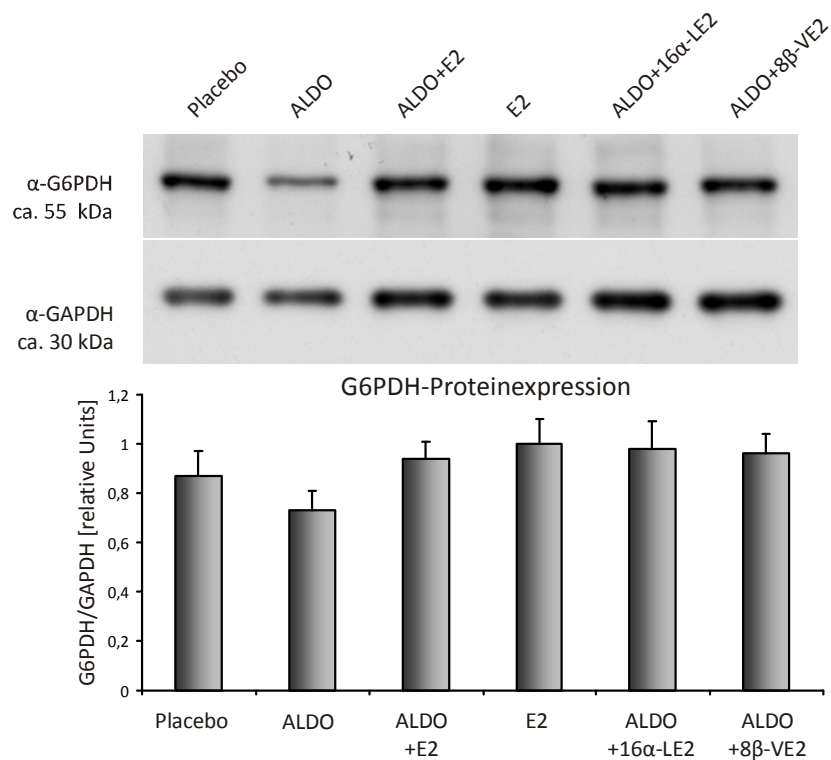 Placebo
ALDO
ALDO+E2
E2
ALDO+16α-LE2
ALDO+8β-VE2
α-G6PDH
ca. 55 kDa
α-GAPDH
ca. 30 kDa
G6PDH-Proteinexpression
G6PDH/GAPDH [relative Units]
1,2
1
0,8
0,6
0,4
0,2
0
Placebo
ALDO
ALDO
+E2
E2
ALDO
+16α-LE2
ALDO
+8β-VE2